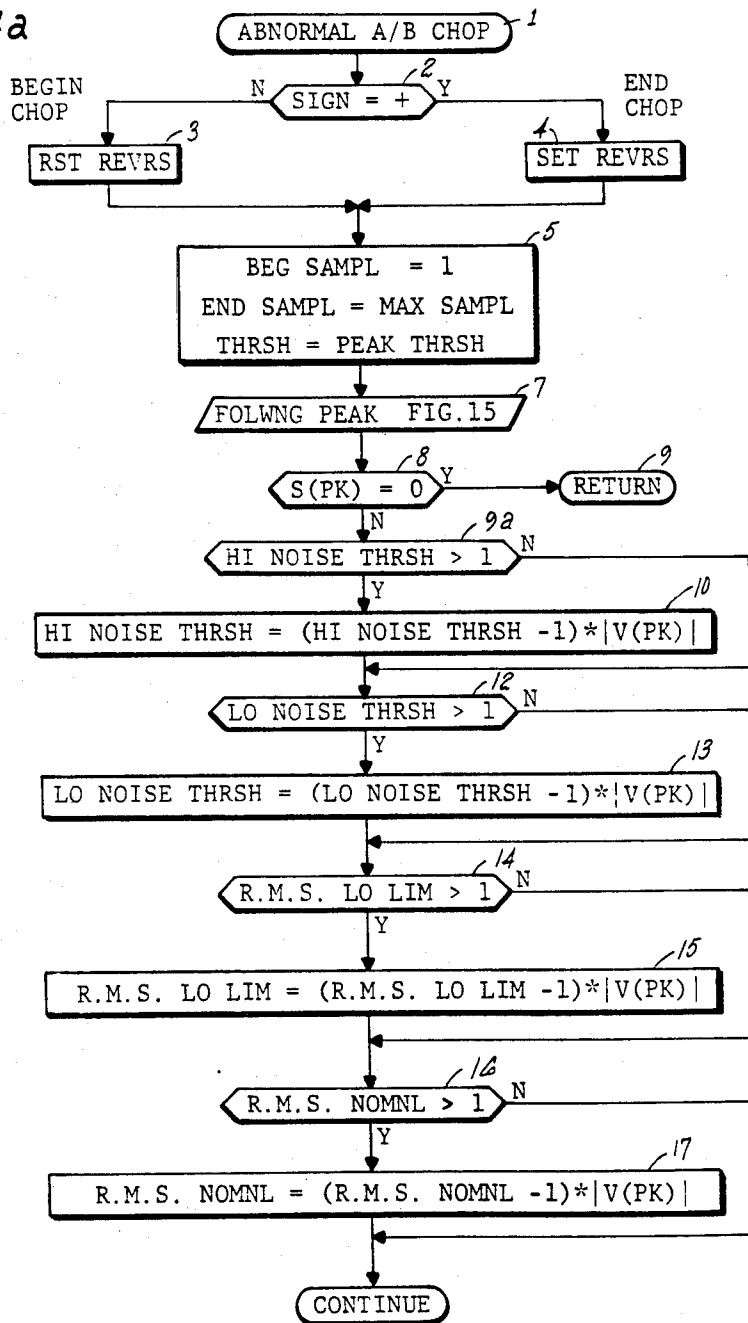 a
ABNORMAL A/B CHOP 1
BEGIN CHOP
N SIGN = + Y 2
END CHOP
RST REVRS 3
SET REVRS 4
5
BEG SAMPL = 1
END SAMPL = MAX SAMPL
THRSH = PEAK THRSH
FOLWNG PEAK FIG.15 7
S(PK) = 0 8 Y
RETURN 9
N
HI NOISE THRSH > 1 9a N
Y
HI NOISE THRSH = (HI NOISE THRSH -1)*|V(PK)| 10
LO NOISE THRSH > 1 12 N
Y
LO NOISE THRSH = (LO NOISE THRSH -1)*|V(PK)| 13
R.M.S. LO LIM > 1 14 N
Y
R.M.S. LO LIM = (R.M.S. LO LIM -1)*|V(PK)| 15
R.M.S. NOMNL > 1 16 N
Y
R.M.S. NOMNL = (R.M.S. NOMNL -1)*|V(PK)| 17
CONTINUE